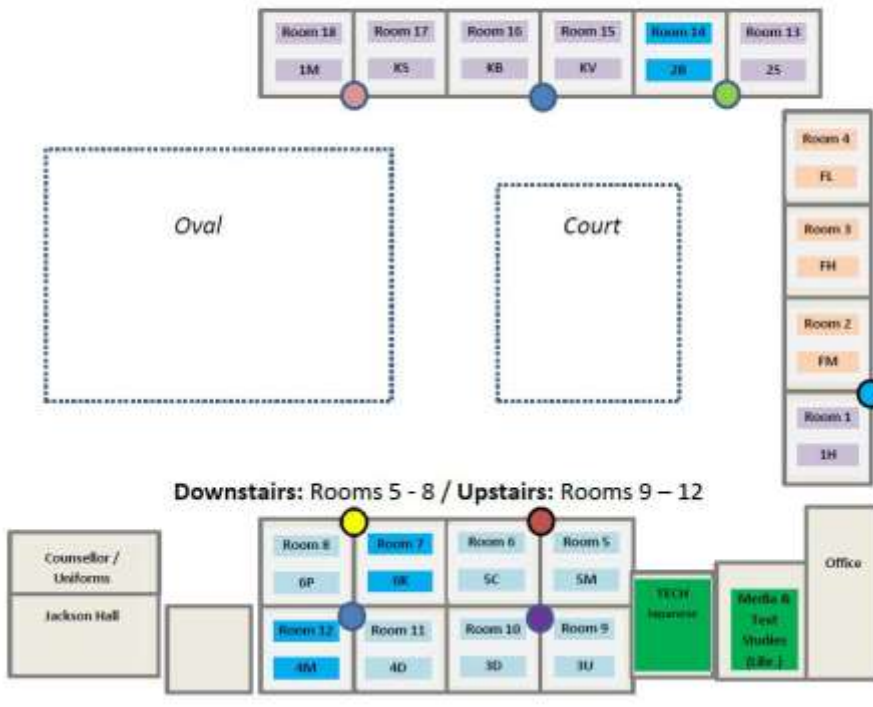 Room 18 Room 17 Room 16 Room 15 Room 14 Room 13
1M KS KB KV 2B 2S
Room 4
FL
Room 3
FH
Room 2
FM
Room 1
1H
Oval
Court
Downstairs: Rooms 5 - 8 / Upstairs: Rooms 9 – 12
Counsellor /
Uniforms
Jackson Hall
Room 8 Room 7 Room 6 Room 5
6P 6K 5C 5M
Room 12 Room 11 Room 10 Room 9
4M 4D 3D 3U
TECH
Japanese
Media &
Text
Studies
(Libr.)
Office